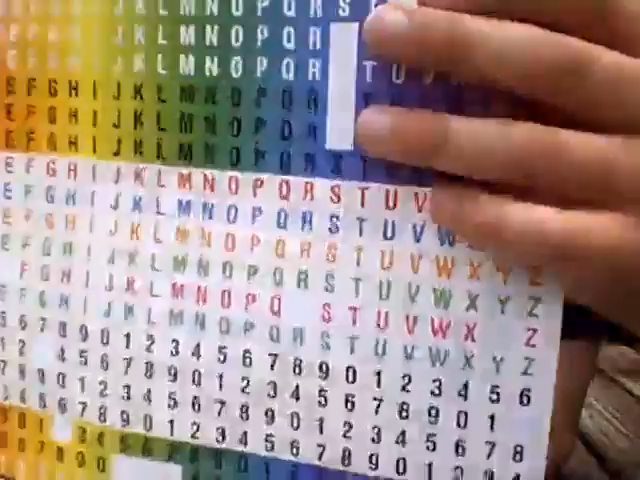 K L M N O P Q R S T
E F G H I J K L M N O P Q R
E F G H I J K L M N O P Q R T U
E F G H I J K L M N O P Q R
E F G H I J K L M N O P Q R
E F G H I J K L M N O P Q R S T
E F G H I J K L M N O P Q R S T U V
E F G H I J K L M N O P Q R S T U V W
E F G H I J K L M N O P Q R S T U V W X Y Z
E F G H I J K L M N O P Q R S T U V W X Y Z
F G H I J K L M N O P Q S T U V W X Z
E F G H I J K L M N O P Q R S T U V W X Y Z
5 6 7 8 9 0 1 2 3 4 5 6 7 8 9 0 1 2 3 4 5 6
1 2 4 5 6 7 8 9 0 1 2 3 4 5 6 7 8 9 0 1
7 8 9 0 1 2 3 4 5 6 7 8 9 0 1 2 3 4 5 6 7 8
3 4 5 6 7 8 9 0 1 2 3 4 5 6 7 8 9 0 1